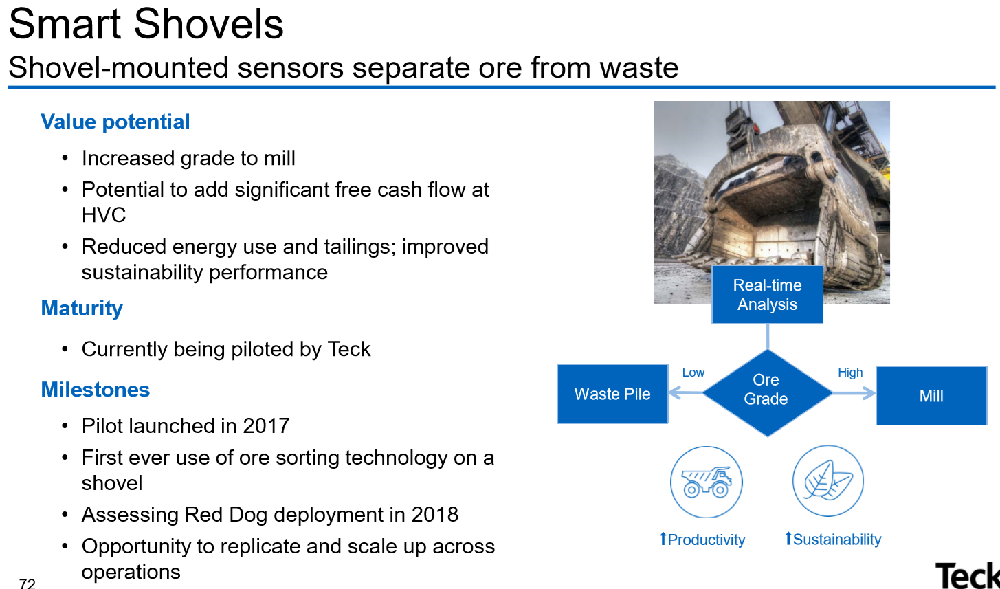 Smart Shovels
Shovel-mounted sensors separate ore from waste
Value potential
• Increased grade to mill
• Potential to add significant free cash flow at
HVC
• Reduced energy use and tailings; improved
sustainability performance
Maturity
• Currently being piloted by Teck
Milestones
• Pilot launched in 2017
• First ever use of ore sorting technology on a
shovel
• Assessing Red Dog deployment in 2018
• Opportunity to replicate and scale up across
operations
Real-time
Analysis
Ore
Grade
Low
High
Waste Pile
Mill
↑Productivity
↑Sustainability
72
Teck